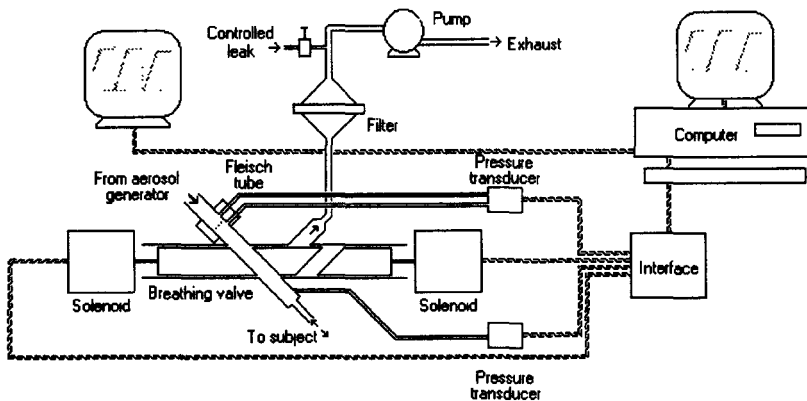 Pump
Controlled
leak
Exhaust
Filter
Computer
Fleisch
tube
Pressure
transducer
From aerosol
generator
Solenoid
Breathing valve
Solenoid
Interface
To subject
Pressure
transducer